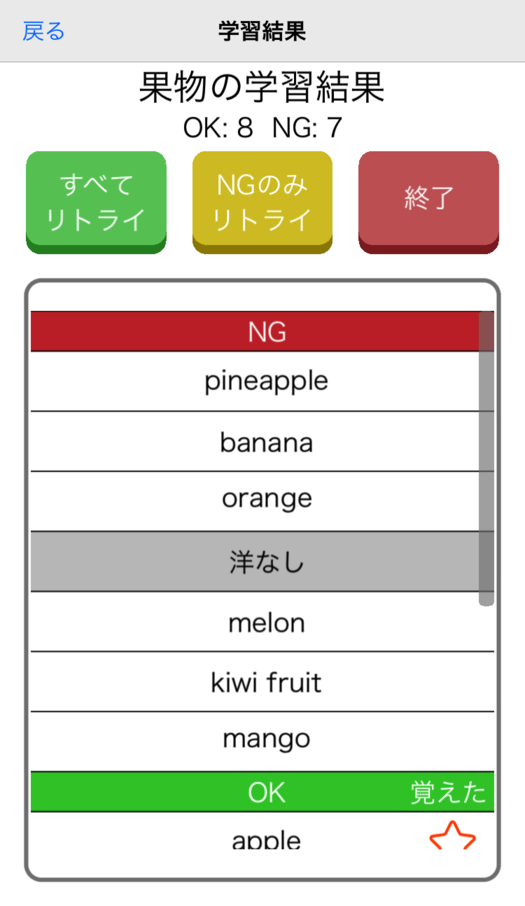 戻る
学習結果
果物の学習結果
OK: 8 NG: 7
すべて
リトライ
NGのみ
リトライ
終了
NG
pineapple
banana
orange
洋なし
melon
kiwi fruit
mango
OK 覚えた
apple